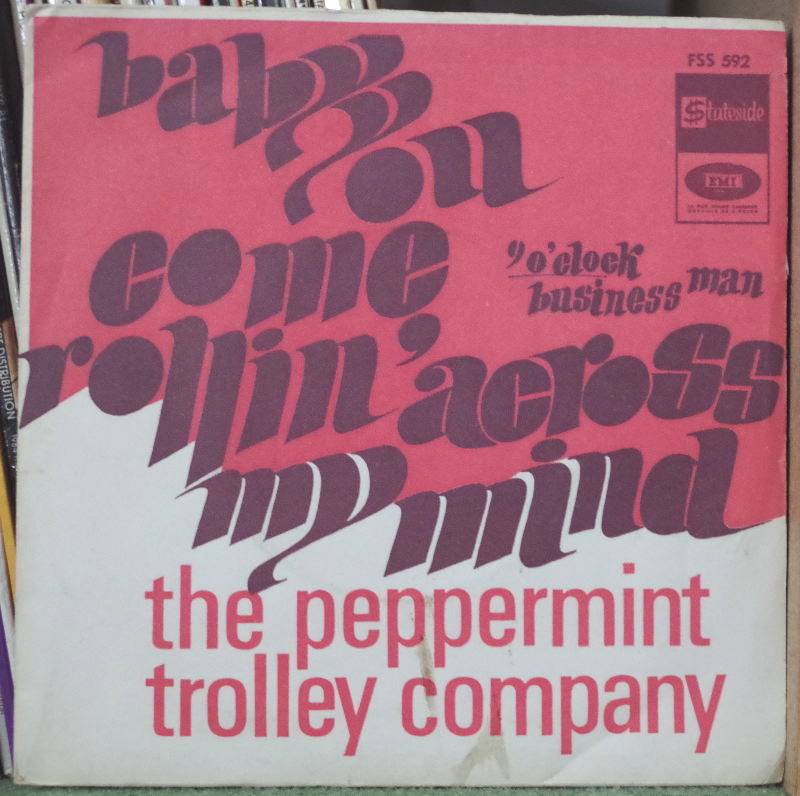 baby
you
come
rollin' across
my mind
9 o'clock
business man
FSS 592
Stateside
EMI
the peppermint
trolley company
DISTRIBUTION